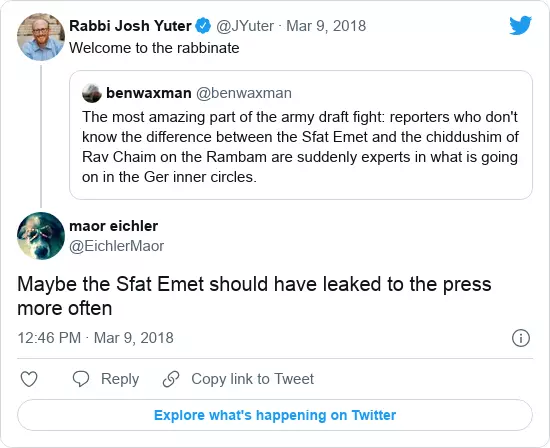 Rabbi Josh Yuter @JYuter · Mar 9, 2018
Welcome to the rabbinate
benwaxman @benwaxman
The most amazing part of the army draft fight: reporters who don't
know the difference between the Sfat Emet and the chiddushim of
Rav Chaim on the Rambam are suddenly experts in what is going
on in the Ger inner circles.
maor eichler
@EichlerMaor
Maybe the Sfat Emet should have leaked to the press
more often
12:46 PM · Mar 9, 2018
Reply Copy link to Tweet
Explore what's happening on Twitter